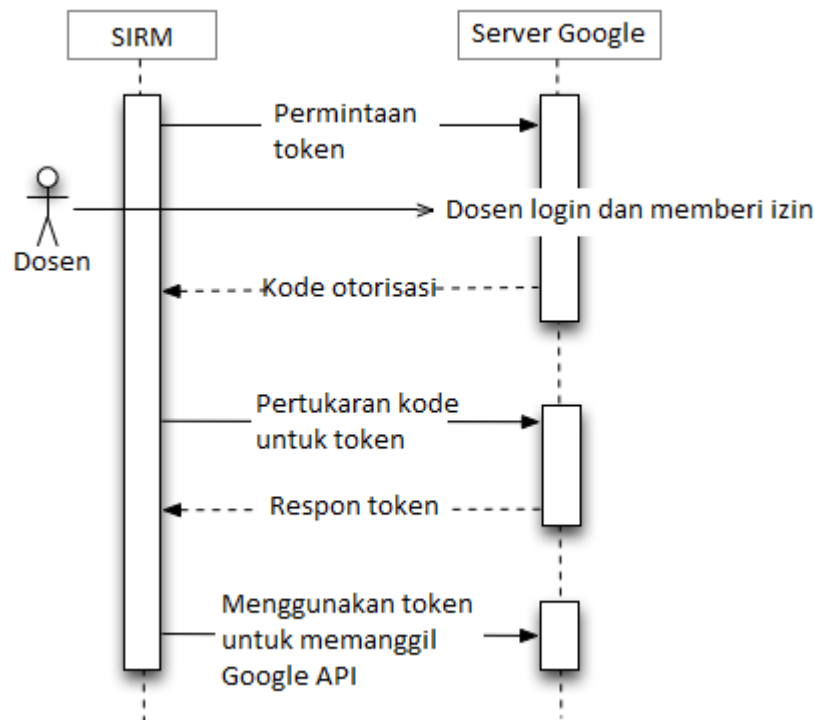 SIRM
Server Google
Permintaan
token
Dosen login dan memberi izin
Dosen
Kode otorisasi
Pertukaran kode
untuk token
Respon token
Menggunakan token
untuk memanggil
Google API